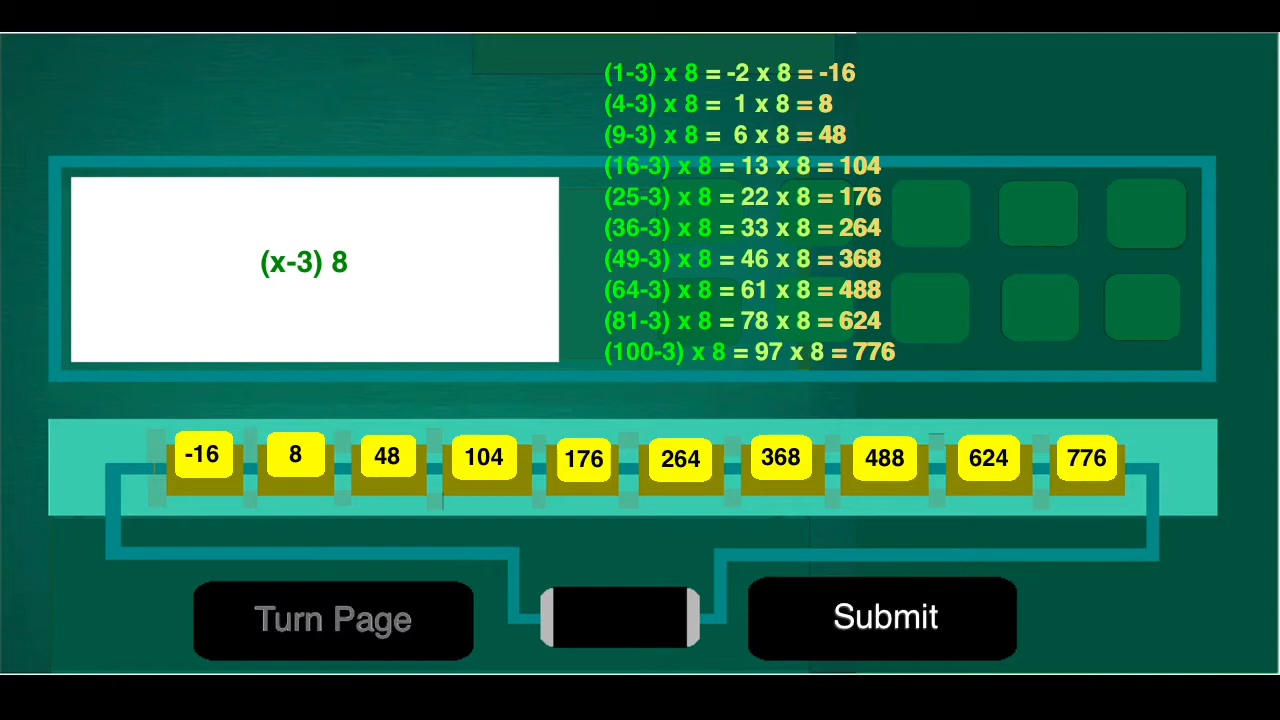 (1-3) x 8 = -2 x 8 = -16
(4-3) x 8 = 1 x 8 = 8
(9-3) x 8 = 6 x 8 = 48
(16-3) x 8 = 13 x 8 = 104
(25-3) x 8 = 22 x 8 = 176
(36-3) x 8 = 33 x 8 = 264
(49-3) x 8 = 46 x 8 = 368
(64-3) x 8 = 61 x 8 = 488
(81-3) x 8 = 78 x 8 = 624
(100-3) x 8 = 97 x 8 = 776
(x-3) 8
-16 8 48 104 176 264 368 488 624 776
Turn Page Submit